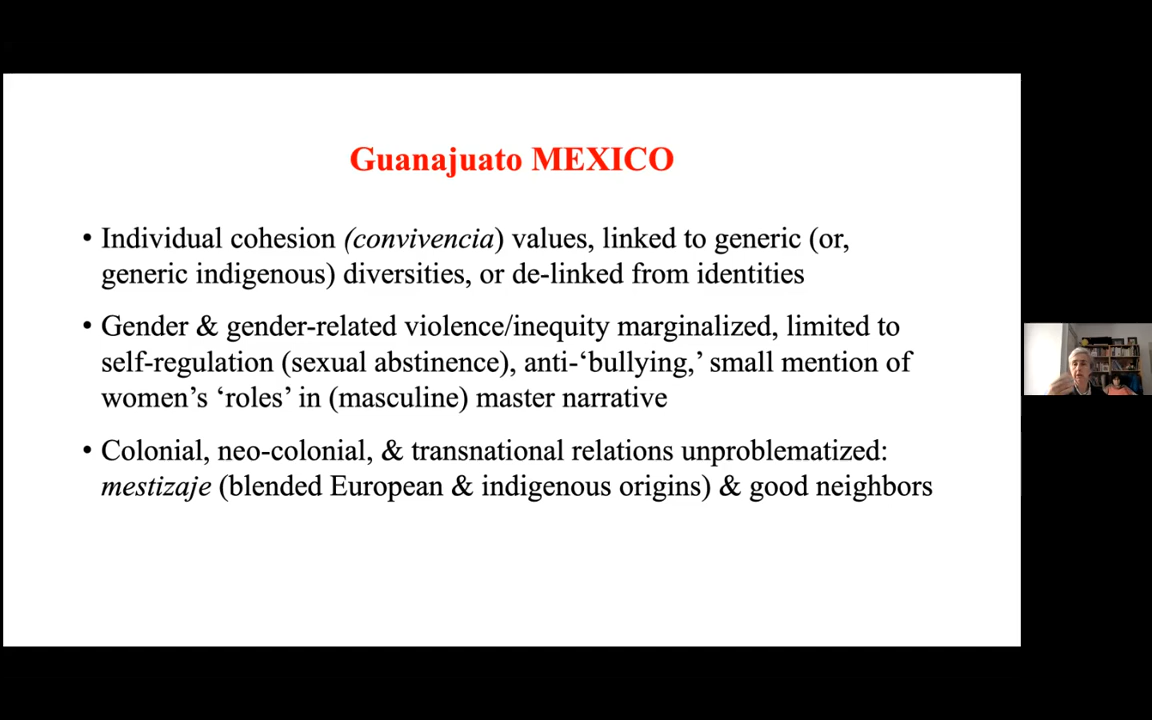 Guanajuato MEXICO
• Individual cohesion (convivencia) values, linked to generic (or,
generic indigenous) diversities, or de-linked from identities
• Gender & gender-related violence/inequity marginalized, limited to
self-regulation (sexual abstinence), anti-‘bullying,’ small mention of
women’s ‘roles’ in (masculine) master narrative
• Colonial, neo-colonial, & transnational relations unproblematized:
mestizaje (blended European & indigenous origins) & good neighbors